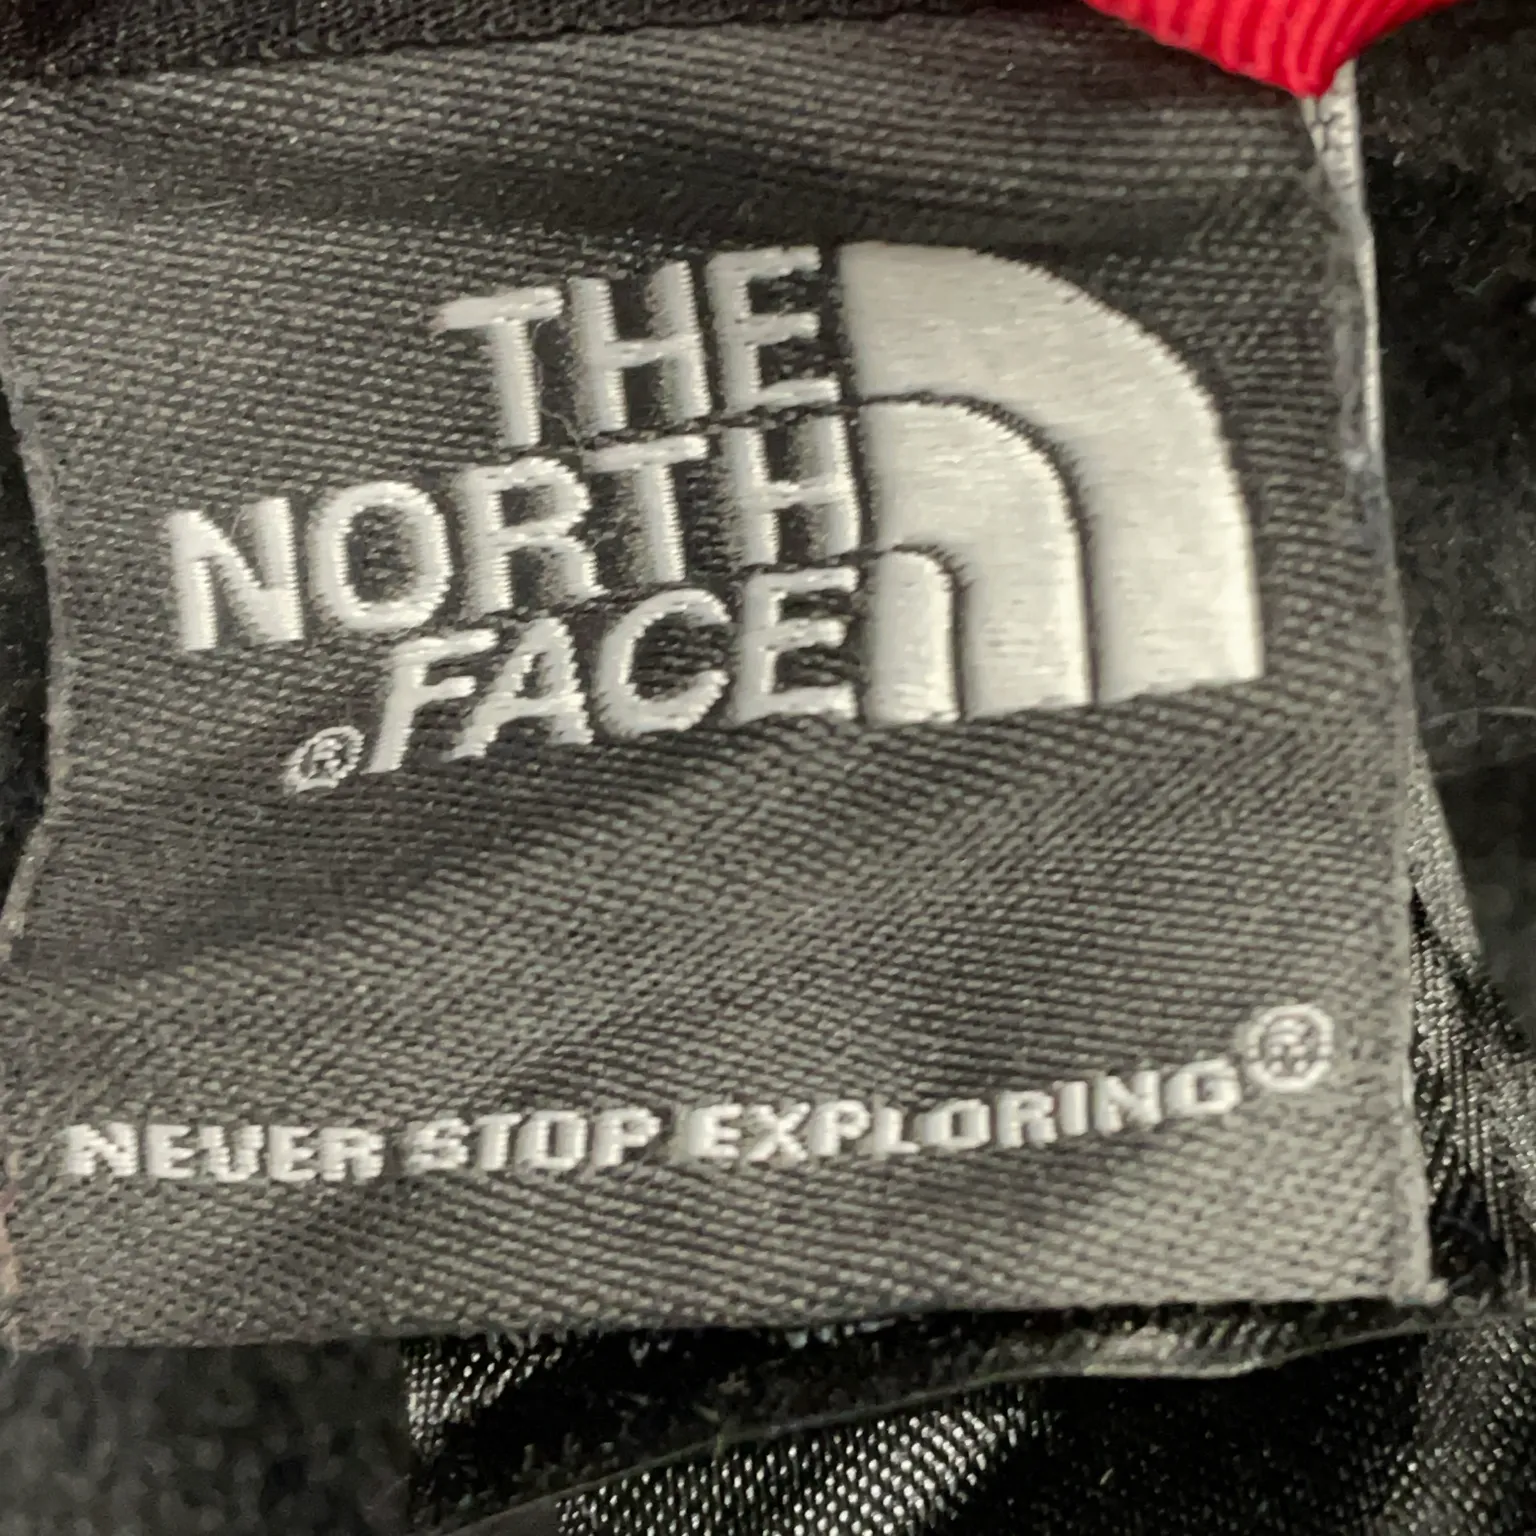 THE
NORTH
FACE
®
NEVER STOP EXPLORING®